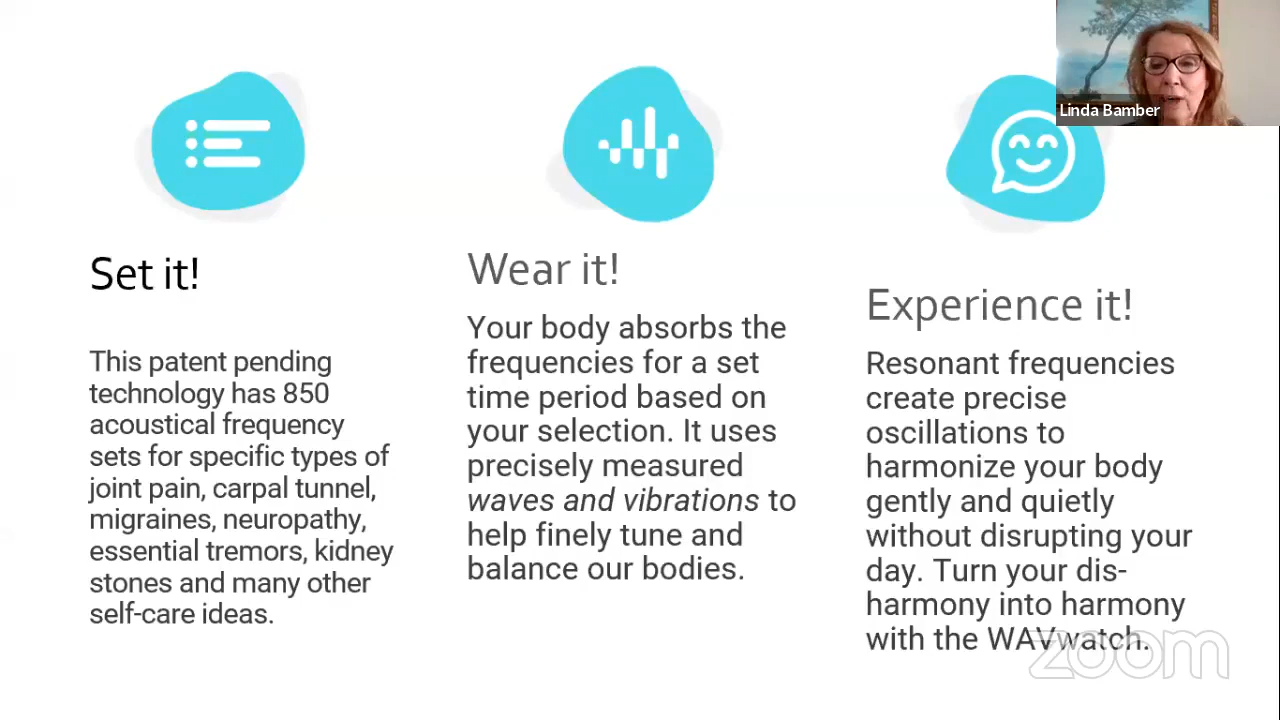 Linda Bamber
Set it!
This patent pending
technology has 850
acoustical frequency
sets for specific types of
joint pain, carpal tunnel,
migraines, neuropathy,
essential tremors, kidney
stones and many other
self-care ideas.
Wear it!
Your body absorbs the
frequencies for a set
time period based on
your selection. It uses
precisely measured
waves and vibrations to
help finely tune and
balance our bodies.
Experience it!
Resonant frequencies
create precise
oscillations to
harmonize your body
gently and quietly
without disrupting your
day. Turn your dis-
harmony into harmony
with the WAVwatch.
zoom